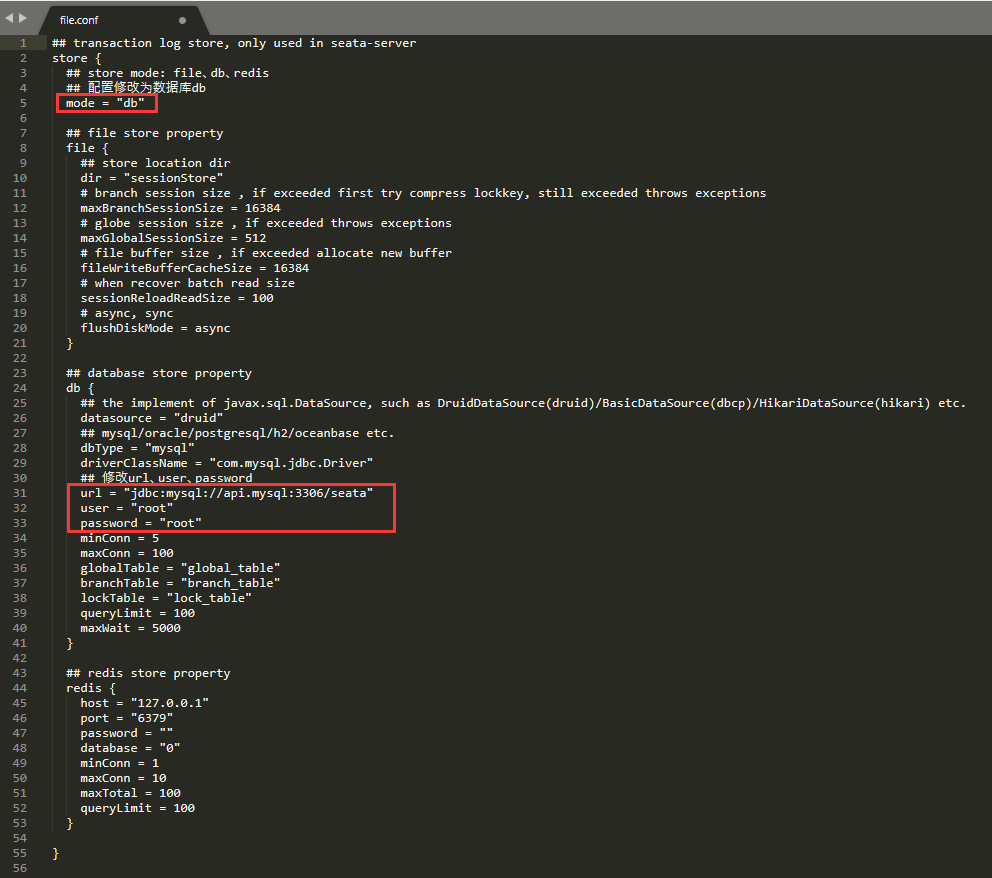 file.conf
1 ## transaction log store, only used in seata-server
2 store {
3 ## store mode: file、db、redis
4 ## 配置修改为数据库db
5 mode = "db"
6
7 ## file store property
8 file {
9 ## store location dir
10 dir = "sessionStore"
11 # branch session size , if exceeded first try compress lockkey, still exceeded throws exceptions
12 maxBranchSessionSize = 16384
13 # globe session size , if exceeded throws exceptions
14 maxGlobalSessionSize = 512
15 # file buffer size , if exceeded allocate new buffer
16 fileWriteBufferCacheSize = 16384
17 # when recover batch read size
18 sessionReloadReadSize = 100
19 # async, sync
20 flushDiskMode = async
21 }
22
23 ## database store property
24 db {
25 ## the implement of javax.sql.DataSource, such as DruidDataSource(druid)/BasicDataSource(dbcp)/HikariDataSource(hikari) etc.
26 datasource = "druid"
27 ## mysql/oracle/postgresql/h2/oceanbase etc.
28 dbType = "mysql"
29 driverClassName = "com.mysql.jdbc.Driver"
30 ## 修改url、user、password
31 url = "jdbc:mysql://api.mysql:3306/seata"
32 user = "root"
33 password = "root"
34 minConn = 5
35 maxConn = 100
36 globalTable = "global_table"
37 branchTable = "branch_table"
38 lockTable = "lock_table"
39 queryLimit = 100
40 maxWait = 5000
41 }
42
43 ## redis store property
44 redis {
45 host = "127.0.0.1"
46 port = "6379"
47 password = ""
48 database = "0"
49 minConn = 1
50 maxConn = 10
51 maxTotal = 100
52 queryLimit = 100
53 }
54
55 }
56